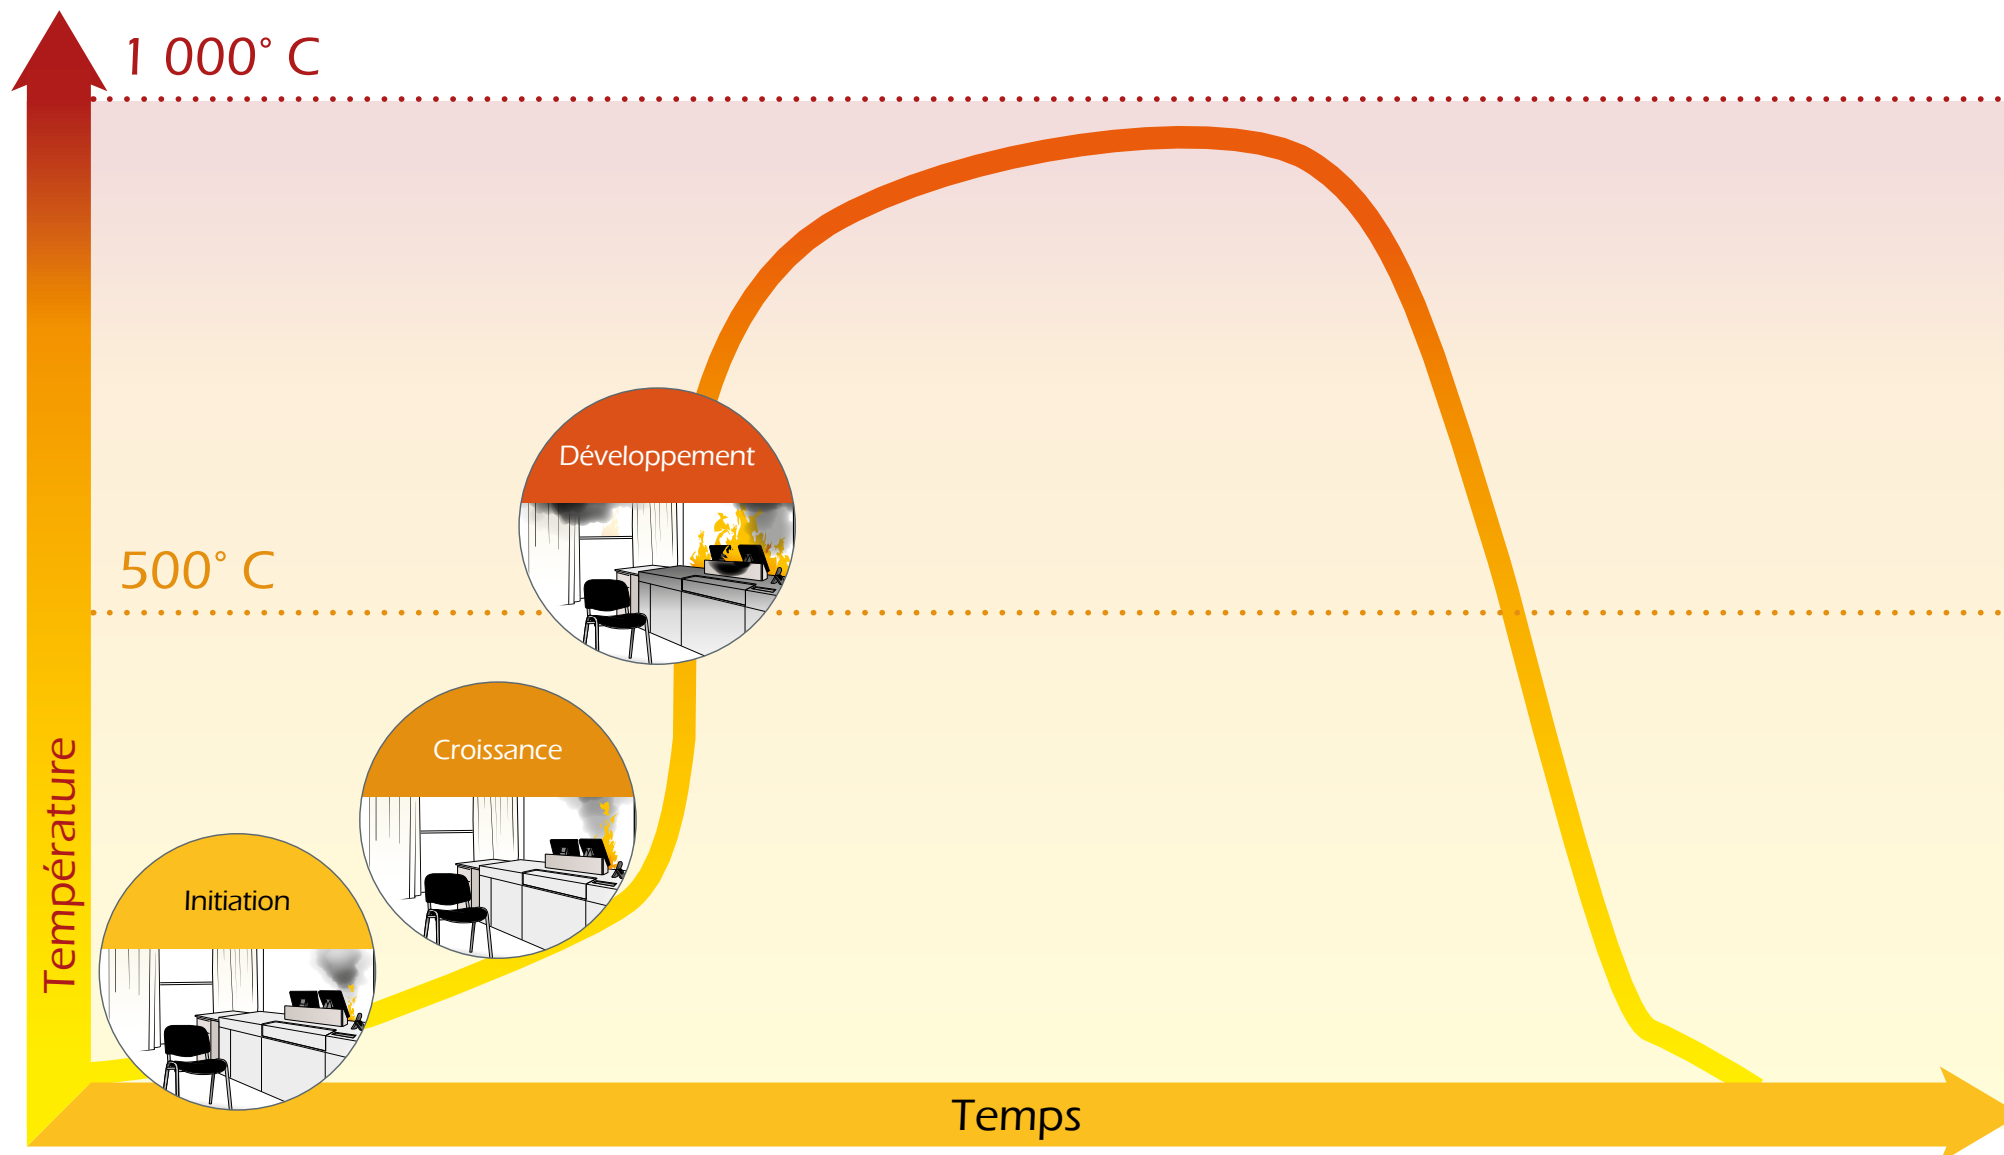 1 000° C
Développement
500° C
Croissance
Température
Initiation
Temps